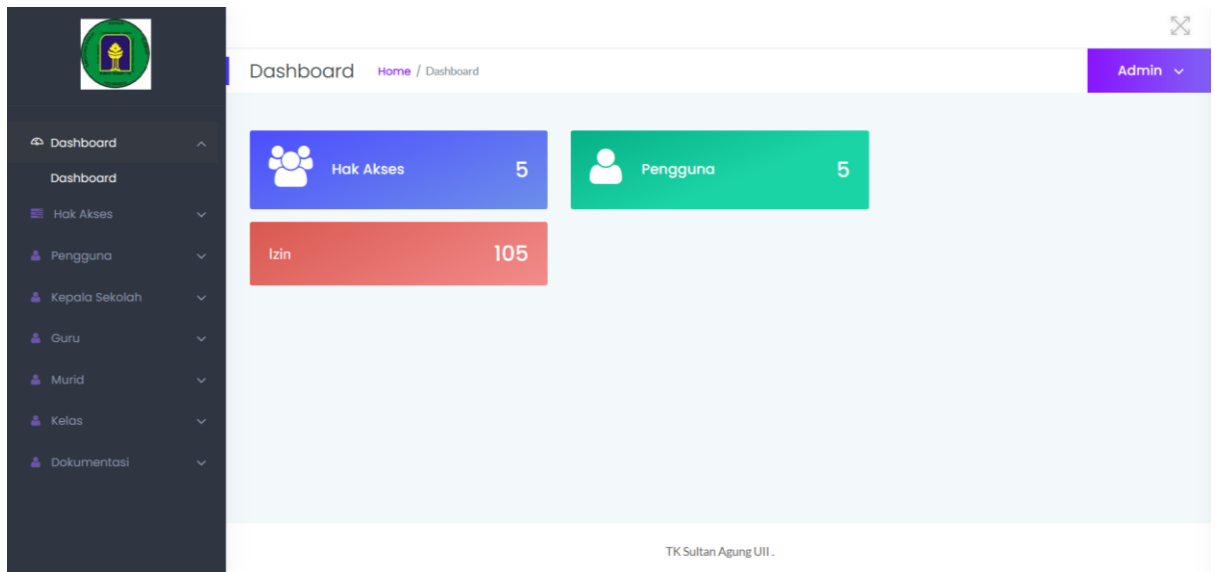 Dashboard Home / Dashboard
Admin
Dashboard
Dashboard
Hak Akses
Pengguna
Kepala Sekolah
Guru
Murid
Kelas
Dokumentasi
Hak Akses 5
Pengguna 5
Izin 105
TK Sultan Agung UII .